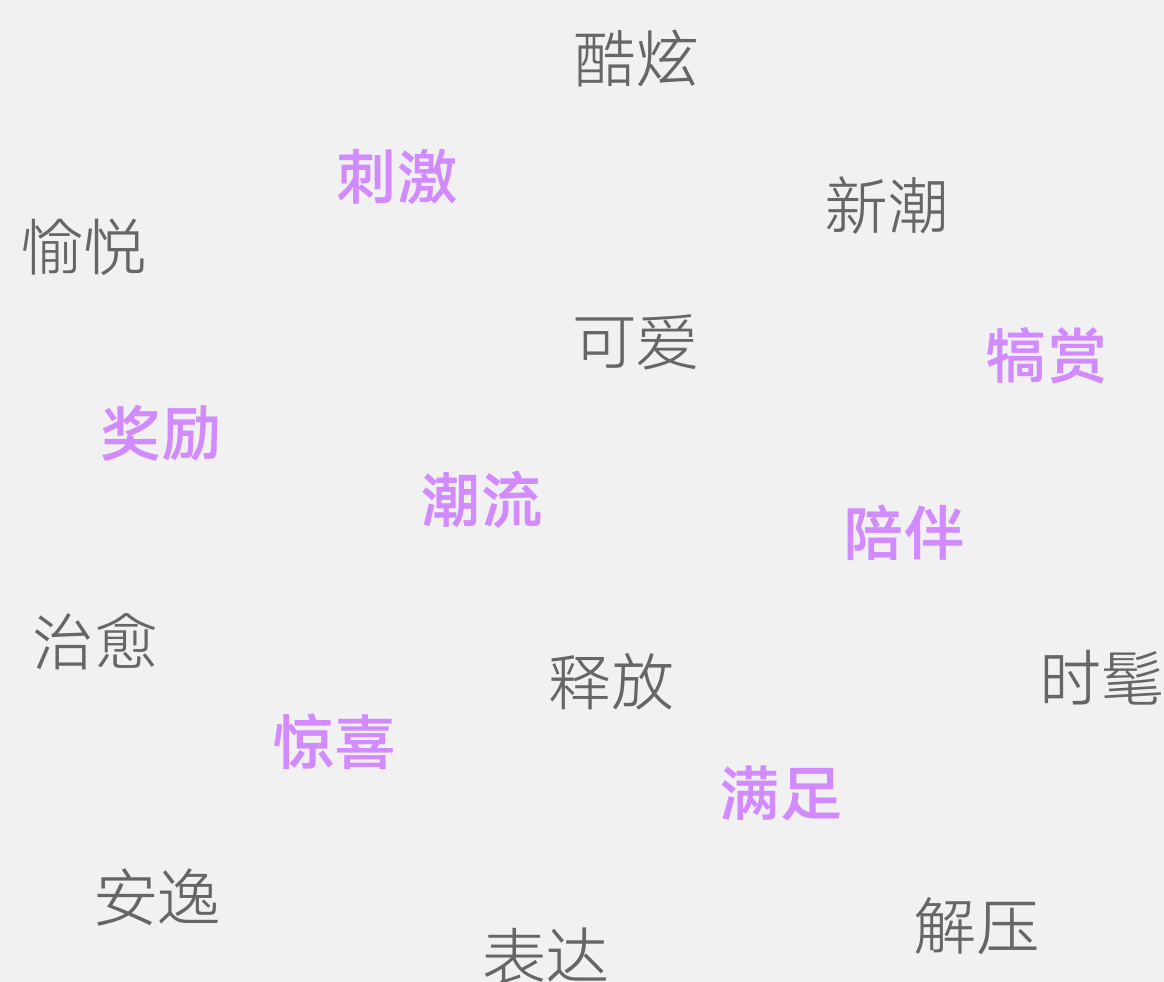 酷炫
刺激
新潮
愉悦
可爱
犒赏
奖励
潮流
陪伴
治愈
释放
时髦
惊喜
满足
安逸
解压
表达